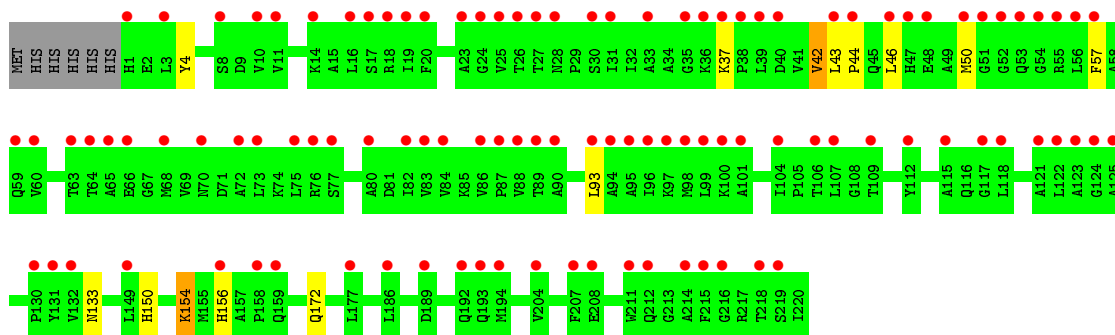 MET HIS HIS HIS HIS HIS H1 E2 L3 Y4 S8 D9 V10 V11 K14 A15 L16 S17 R18 I19 F20 A23 G24 V25 T26 T27 N28 P29 S30 I31 I32 A33 A34 G35 K36 K37 P38 L39 D40 V41 V42 L43 P44 Q45 L46 H47 E48 A49 M50 G51 G52 Q53 G54 R55 L56 F57 A58
Q59 V60 T63 T64 A65 E66 G67 M68 V69 N70 D71 A72 L73 K74 L75 R76 S77 A80 D81 I82 V83 V84 K85 V86 P87 V88 T89 A90 L93 A94 A95 I96 K97 M98 L99 K100 A101 I104 P105 T106 L107 G108 T109 Y112 A115 Q116 G117 L118 A121 L122 A123 G124 A125
P130 Y131 V132 N133 L149 H150 K154 M155 H156 A157 P158 Q159 Q172 L177 L186 D189 Q192 Q193 M194 V204 F207 E208 W211 Q212 G213 A214 F215 G216 R217 T218 S219 I220